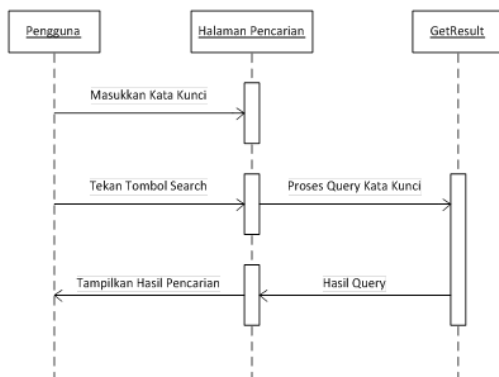 Pengguna
Halaman Pencarian
GetResult
Masukkan Kata Kunci
Tekan Tombol Search
Proses Query Kata Kunci
Tampilkan Hasil Pencarian
Hasil Query